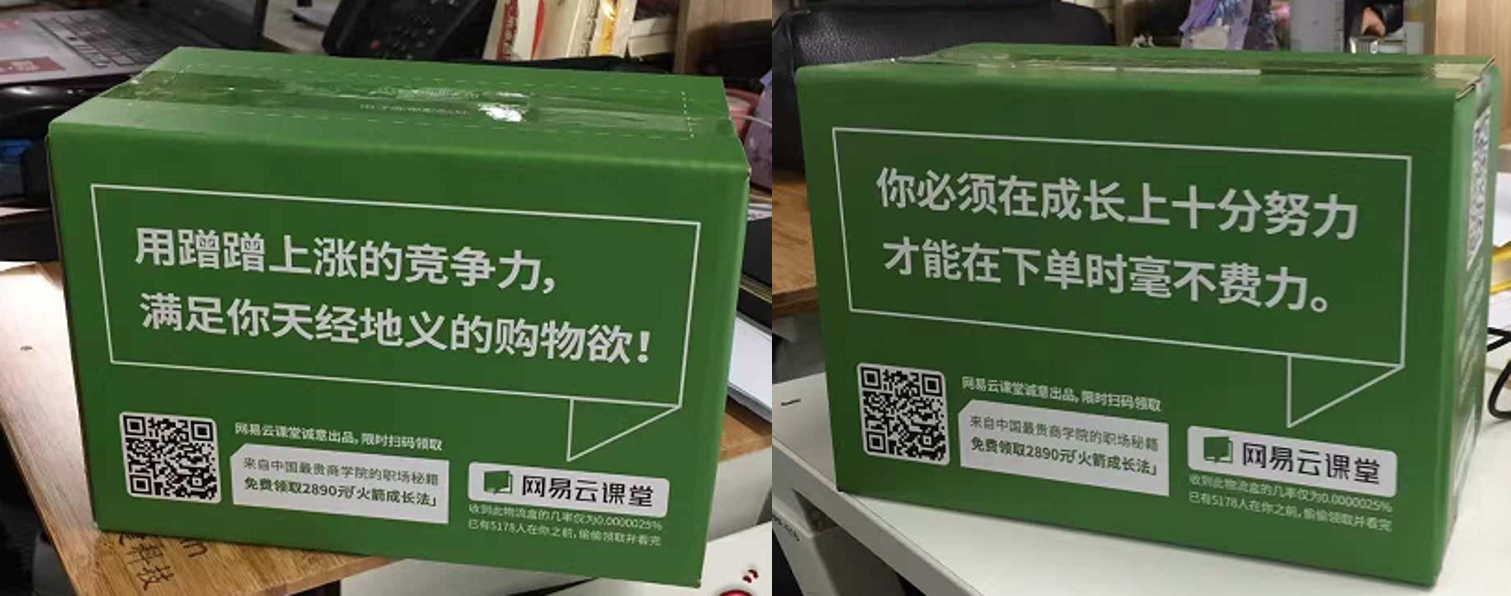 用蹭蹭上涨的竞争力，
满足你天经地义的购物欲！
网易云课堂诚意出品，限时扫码领取
来自中国最贵商学院的职场秘籍
免费领取2890元「火箭成长法」
网易云课堂
收到此物流盒的几率仅为0.0000025%
已有5178人在你之前，偷偷领取并看完
你必须在成长上十分努力
才能在下单时毫不费力。
网易云课堂诚意出品，限时扫码领取
来自中国最贵商学院的职场秘籍
免费领取2890元「火箭成长法」
网易云课堂
收到此物流盒的几率仅为0.0000025%
已有5178人在你之前，偷偷领取并看完